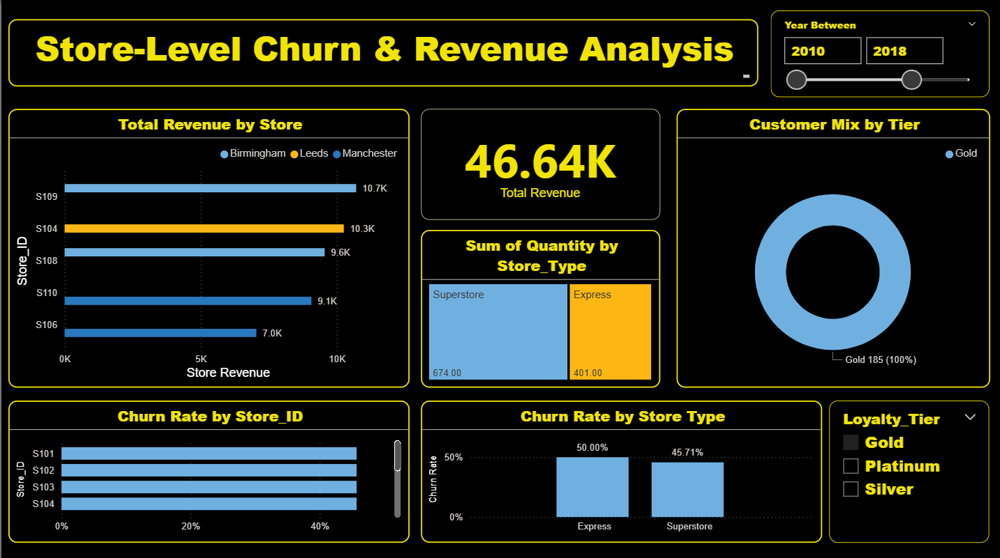 Store-Level Churn & Revenue Analysis
-
Year Between
2010 2018
Total Revenue by Store
Birmingham Leeds Manchester
Store_ID
S109 10.7K
S104 10.3K
S108 9.6K
S110 9.1K
S106 7.0K
0K 5K 10K
Store Revenue
46.64K
Total Revenue
Sum of Quantity by
Store_Type
Superstore Express
674.00 401.00
Customer Mix by Tier
Gold
Gold 185 (100%)
Churn Rate by Store_ID
Store_ID
S101
S102
S103
S104
0% 20% 40%
Churn Rate by Store Type
Churn Rate
50%
0%
50.00% 45.71%
Express Superstore
Loyalty_Tier
Gold
Platinum
Silver